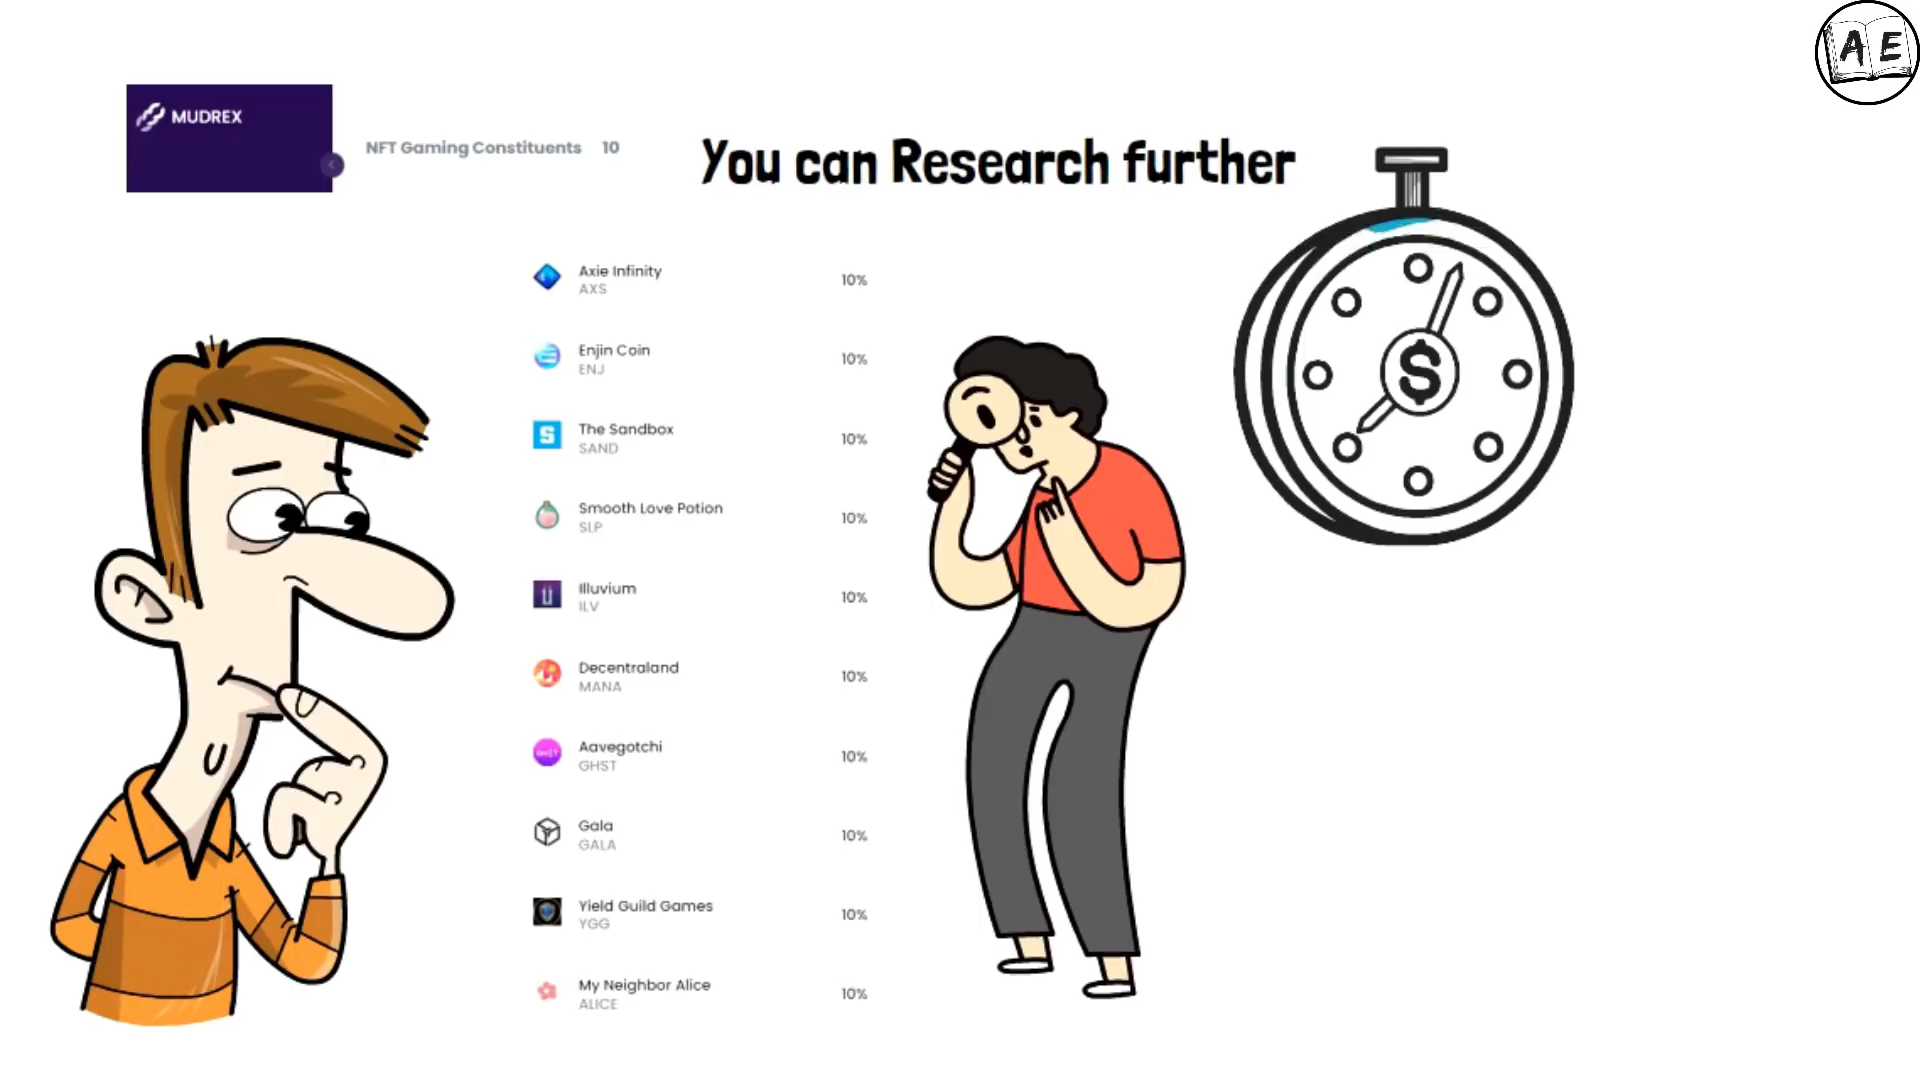 A E
MUDREX
NFT Gaming Constituents 10
You can Research further
$
Axie Infinity
AXS
10%
Enjin Coin
ENJ
10%
S
The Sandbox
SAND
10%
Smooth Love Potion
SLP
10%
Illuvium
ILV
10%
Decentraland
MANA
10%
Aavegotchi
GHST
10%
Gala
GALA
10%
Yield Guild Games
YGG
10%
My Neighbor Alice
ALICE
10%